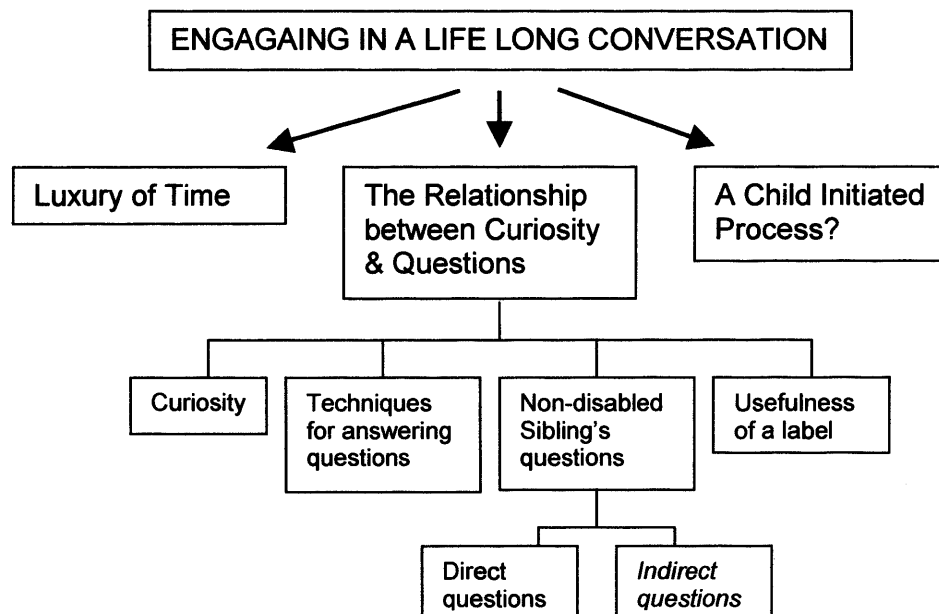 ENGAGAING IN A LIFE LONG CONVERSATION
Luxury of Time
The Relationship
between Curiosity
& Questions
A Child Initiated
Process?
Curiosity
Techniques
for answering
questions
Non-disabled
Sibling's
questions
Usefulness
of a label
Direct
questions
Indirect
questions